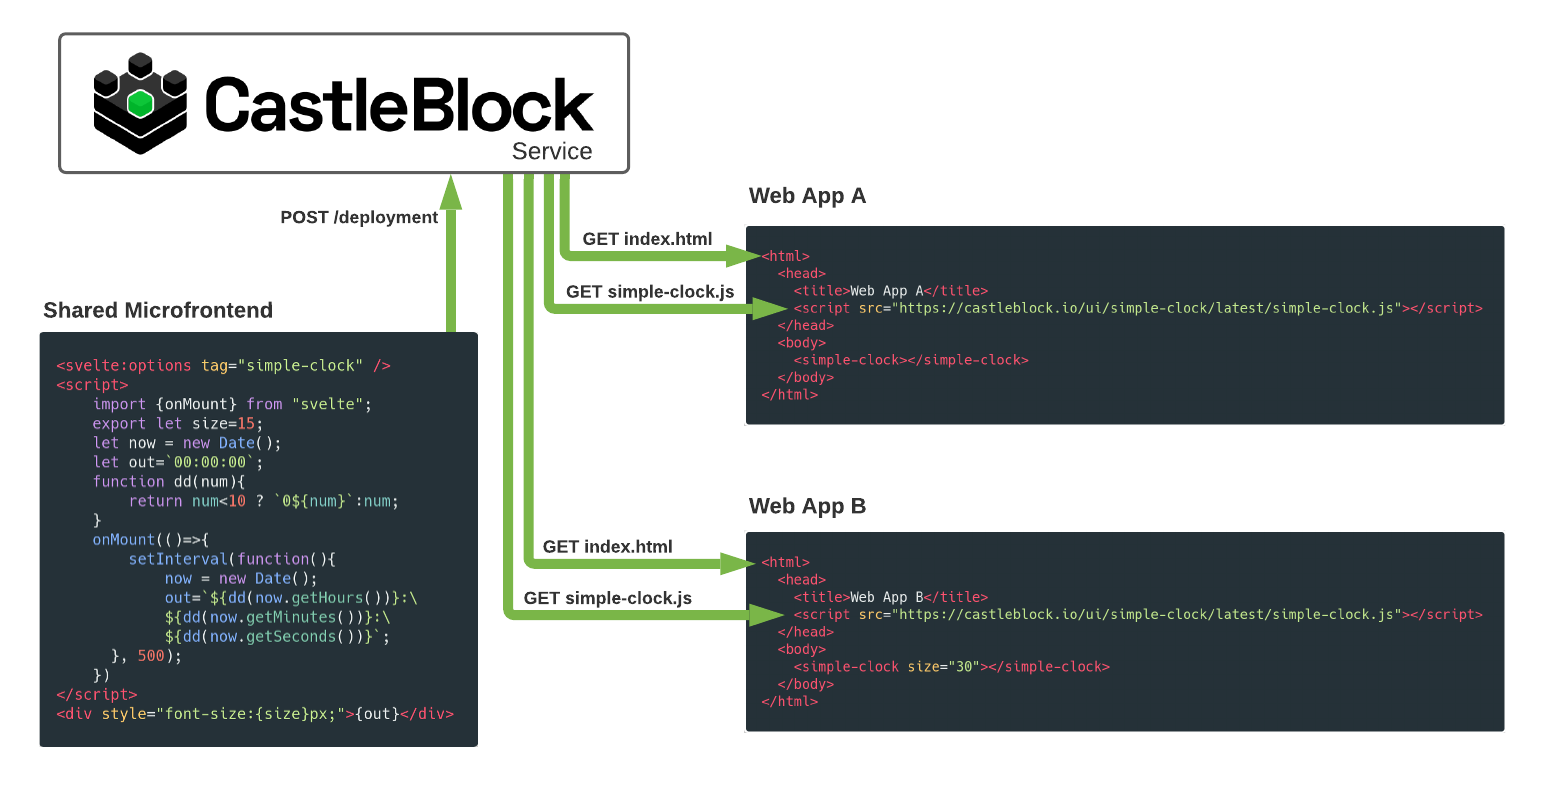 CastleBlock
Service
POST /deployment
Shared Microfrontend
<svelte:options tag="simple-clock" />
<script>
    import {onMount} from "svelte";
    export let size=15;
    let now = new Date();
    let out=`00:00:00`;
    function dd(num){
        return num<10 ? `0${num}`:num;
    }
    onMount(()=>{
        setInterval(function(){
            now = new Date();
            out=`${dd(now.getHours())}:\
            ${dd(now.getMinutes())}:\
            ${dd(now.getSeconds())}`;
      }, 500);
    })
</script>
<div style="font-size:{size}px;">{out}</div>
Web App A
GET index.html
GET simple-clock.js
<html>
  <head>
    <title>Web App A</title>
    <script src="https://castleblock.io/ui/simple-clock/latest/simple-clock.js"></script>
  </head>
  <body>
    <simple-clock></simple-clock>
  </body>
</html>
Web App B
GET index.html
GET simple-clock.js
<html>
  <head>
    <title>Web App B</title>
    <script src="https://castleblock.io/ui/simple-clock/latest/simple-clock.js"></script>
  </head>
  <body>
    <simple-clock size="30"></simple-clock>
  </body>
</html>